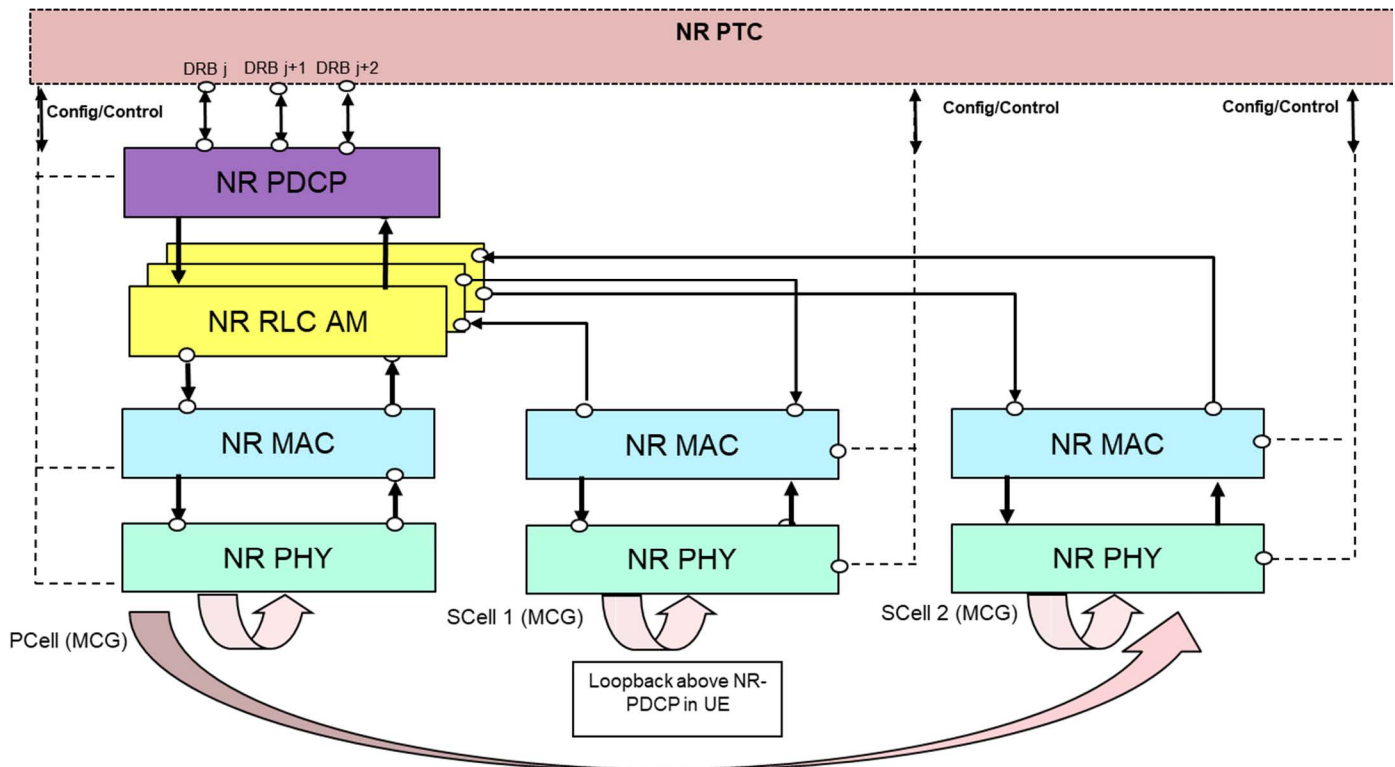 NR PTC
DRB j
DRB j+1
DRB j+2
Config/Control
Config/Control
Config/Control
NR PDCP
NR RLC AM
NR MAC
NR MAC
NR MAC
NR PHY
NR PHY
NR PHY
PCell (MCG)
SCell 1 (MCG)
SCell 2 (MCG)
Loopback above NR-
PDCP in UE